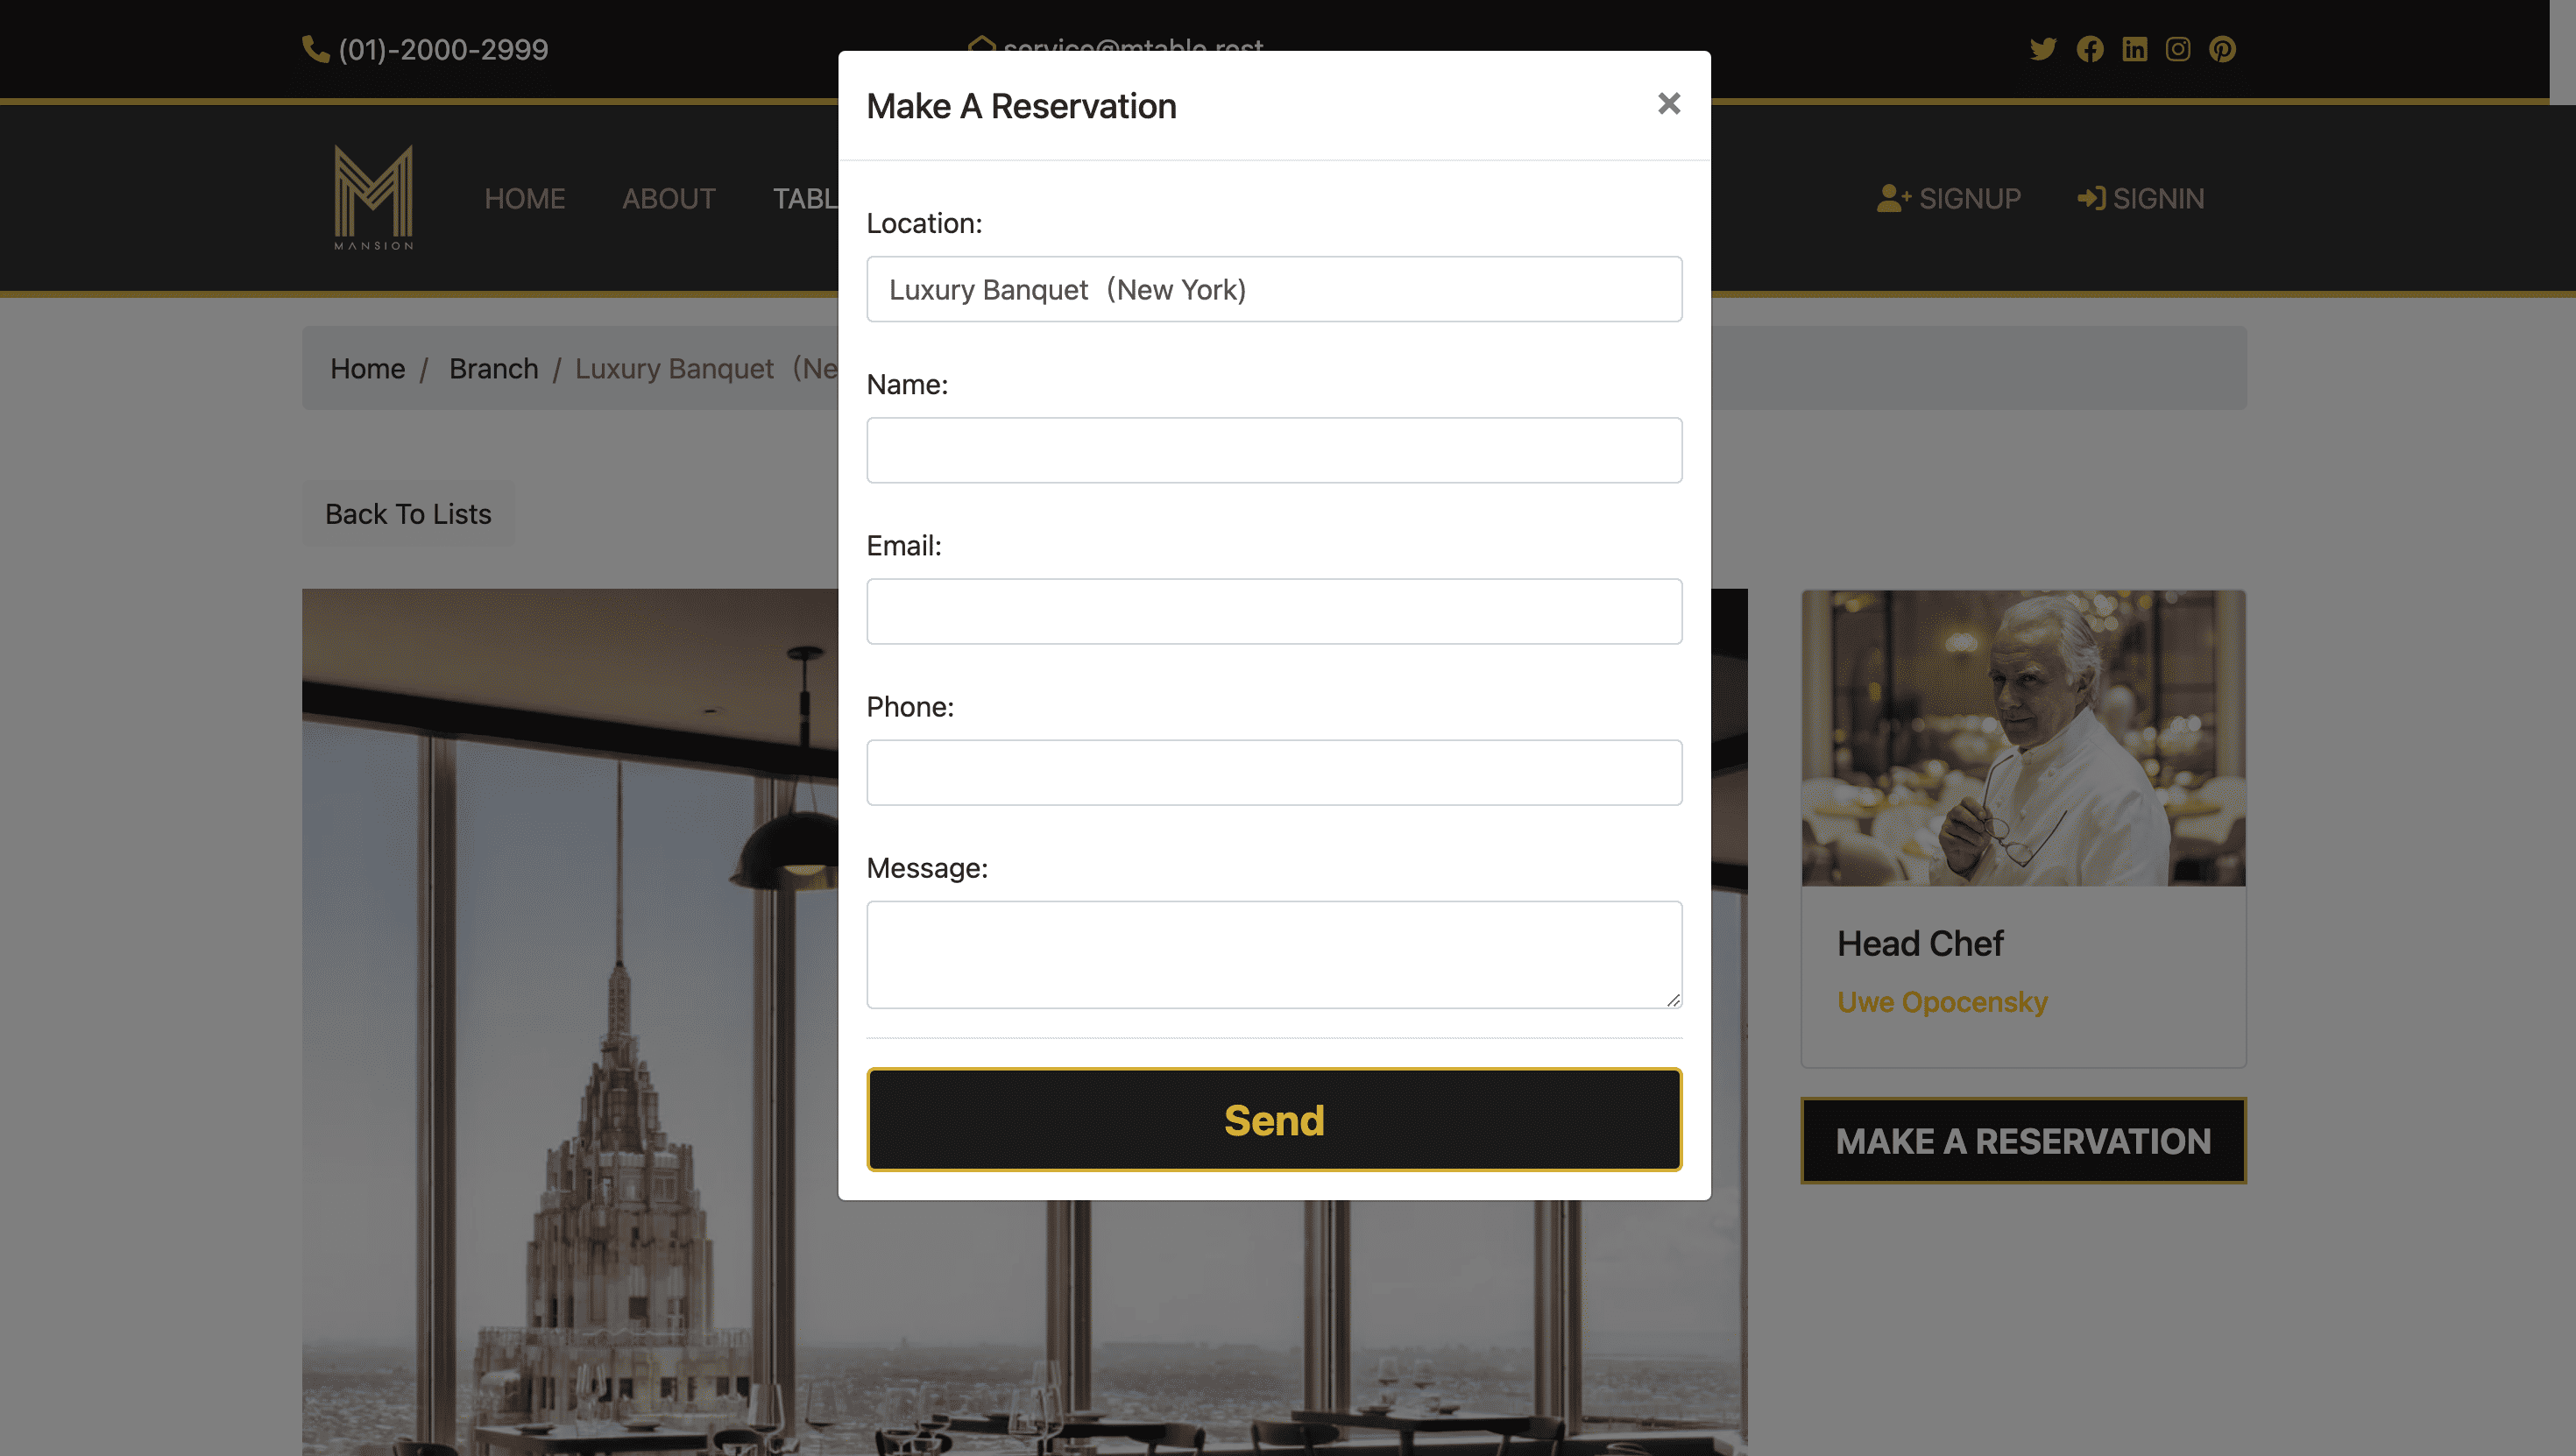 (01)-2000-2999
service@mtable.rest
Make A Reservation
MANSION
HOME
ABOUT
TABL
SIGNUP
SIGNIN
Location:
Luxury Banquet (New York)
Home / Branch / Luxury Banquet (Ne
Name:
Back To Lists
Email:
Phone:
Message:
Head Chef
Uwe Opocensky
Send
MAKE A RESERVATION